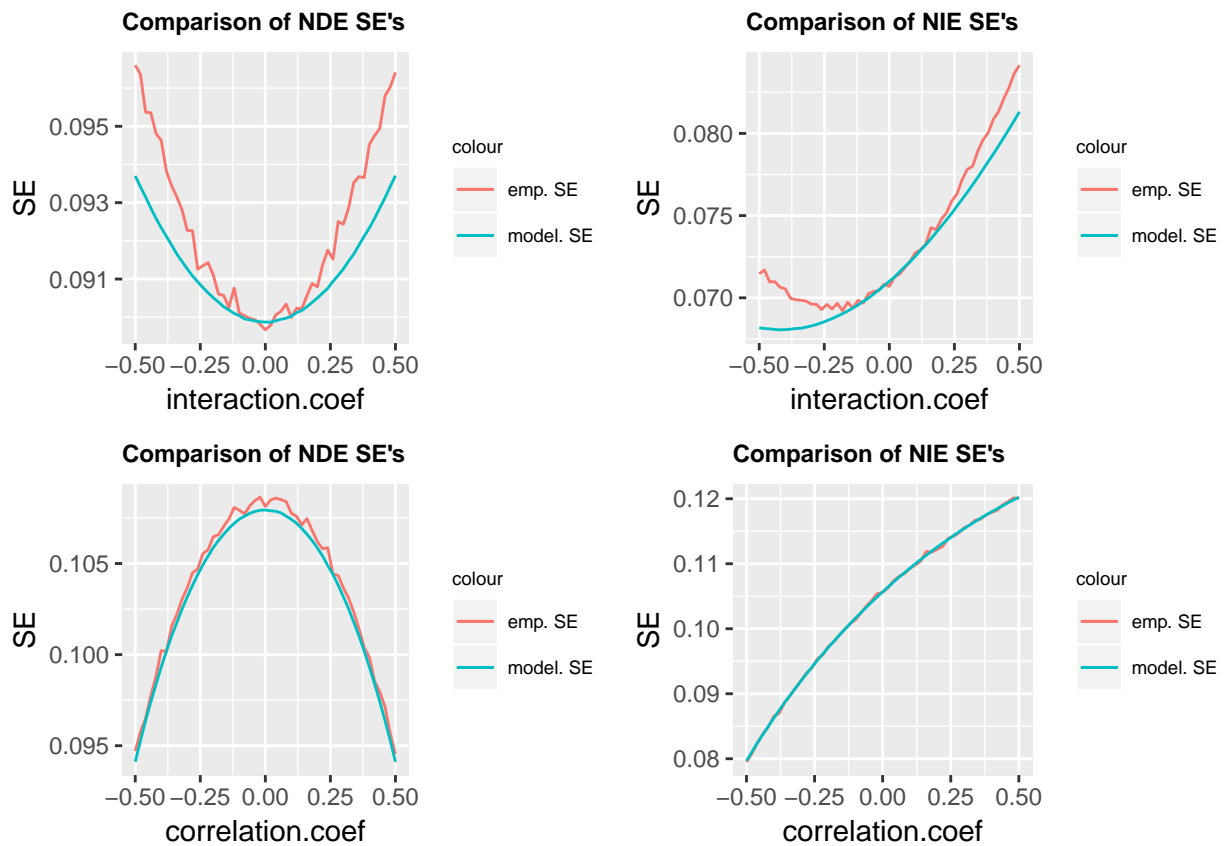 Comparison of NDE SE's
SE
0.095
0.093
0.091
−0.50 −0.25 0.00 0.25 0.50
interaction.coef
colour
emp. SE
model. SE
Comparison of NIE SE's
SE
0.080
0.075
0.070
−0.50 −0.25 0.00 0.25 0.50
interaction.coef
colour
emp. SE
model. SE
Comparison of NDE SE's
SE
0.105
0.100
0.095
−0.50 −0.25 0.00 0.25 0.50
correlation.coef
colour
emp. SE
model. SE
Comparison of NIE SE's
SE
0.12
0.11
0.10
0.09
0.08
−0.50 −0.25 0.00 0.25 0.50
correlation.coef
colour
emp. SE
model. SE